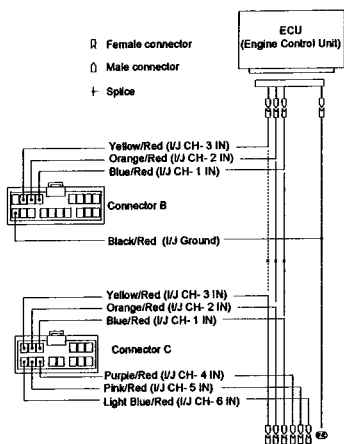 ECU
(Engine Control Unit)
Female connector
Male connector
Splice
Yellow/Red (I/J CH- 3 IN)
Orange/Red (I/J CH- 2 IN)
Blue/Red (I/J CH- 1 IN)
Connector B
Black/Red (I/J Ground)
Yellow/Red (I/J CH- 3 IN)
Orange/Red (I/J CH- 2 IN)
Blue/Red (I/J CH- 1 IN)
Connector C
Purple/Red (I/J CH- 4 IN)
Pink/Red (I/J CH- 5 IN)
Light Blue/Red (I/J CH- 6 IN)